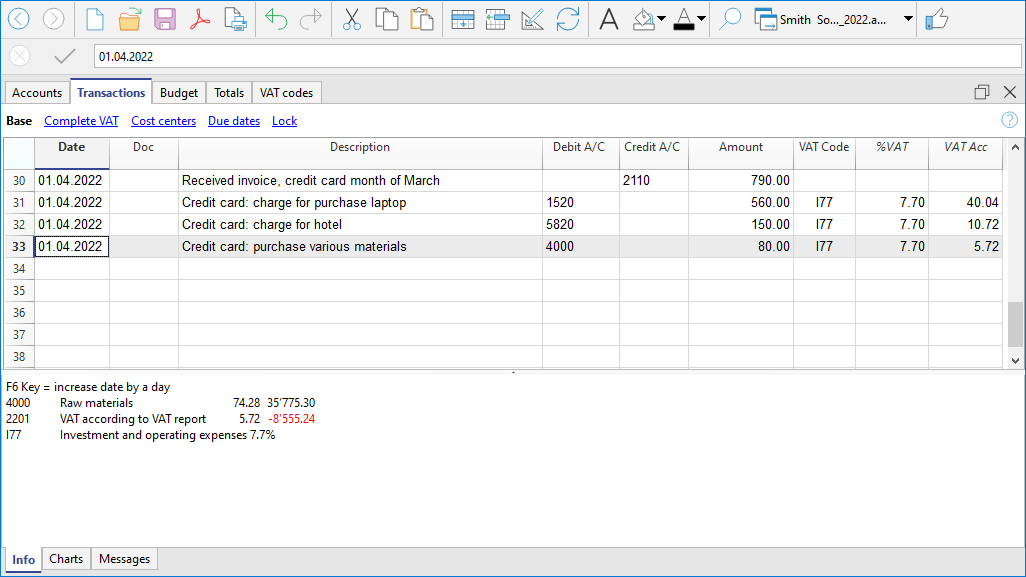 A A Smith So..._2022.a...
01.04.2022
Accounts Transactions Budget Totals VAT codes
Base Complete VAT Cost centers Due dates Lock ?
Date Doc Description Debit A/C Credit A/C Amount VAT Code %VAT VAT Acc
30 01.04.2022 Received invoice, credit card month of March 2110 790.00
31 01.04.2022 Credit card: charge for purchase laptop 1520 560.00 I77 7.70 40.04
32 01.04.2022 Credit card: charge for hotel 5820 150.00 I77 7.70 10.72
33 01.04.2022 Credit card: purchase various materials 4000 80.00 I77 7.70 5.72
34
35
36
37
38
F6 Key = increase date by a day
4000 Raw materials 74.28 35'775.30
2201 VAT according to VAT report 5.72 -8'555.24
I77 Investment and operating expenses 7.7%
Info Charts Messages